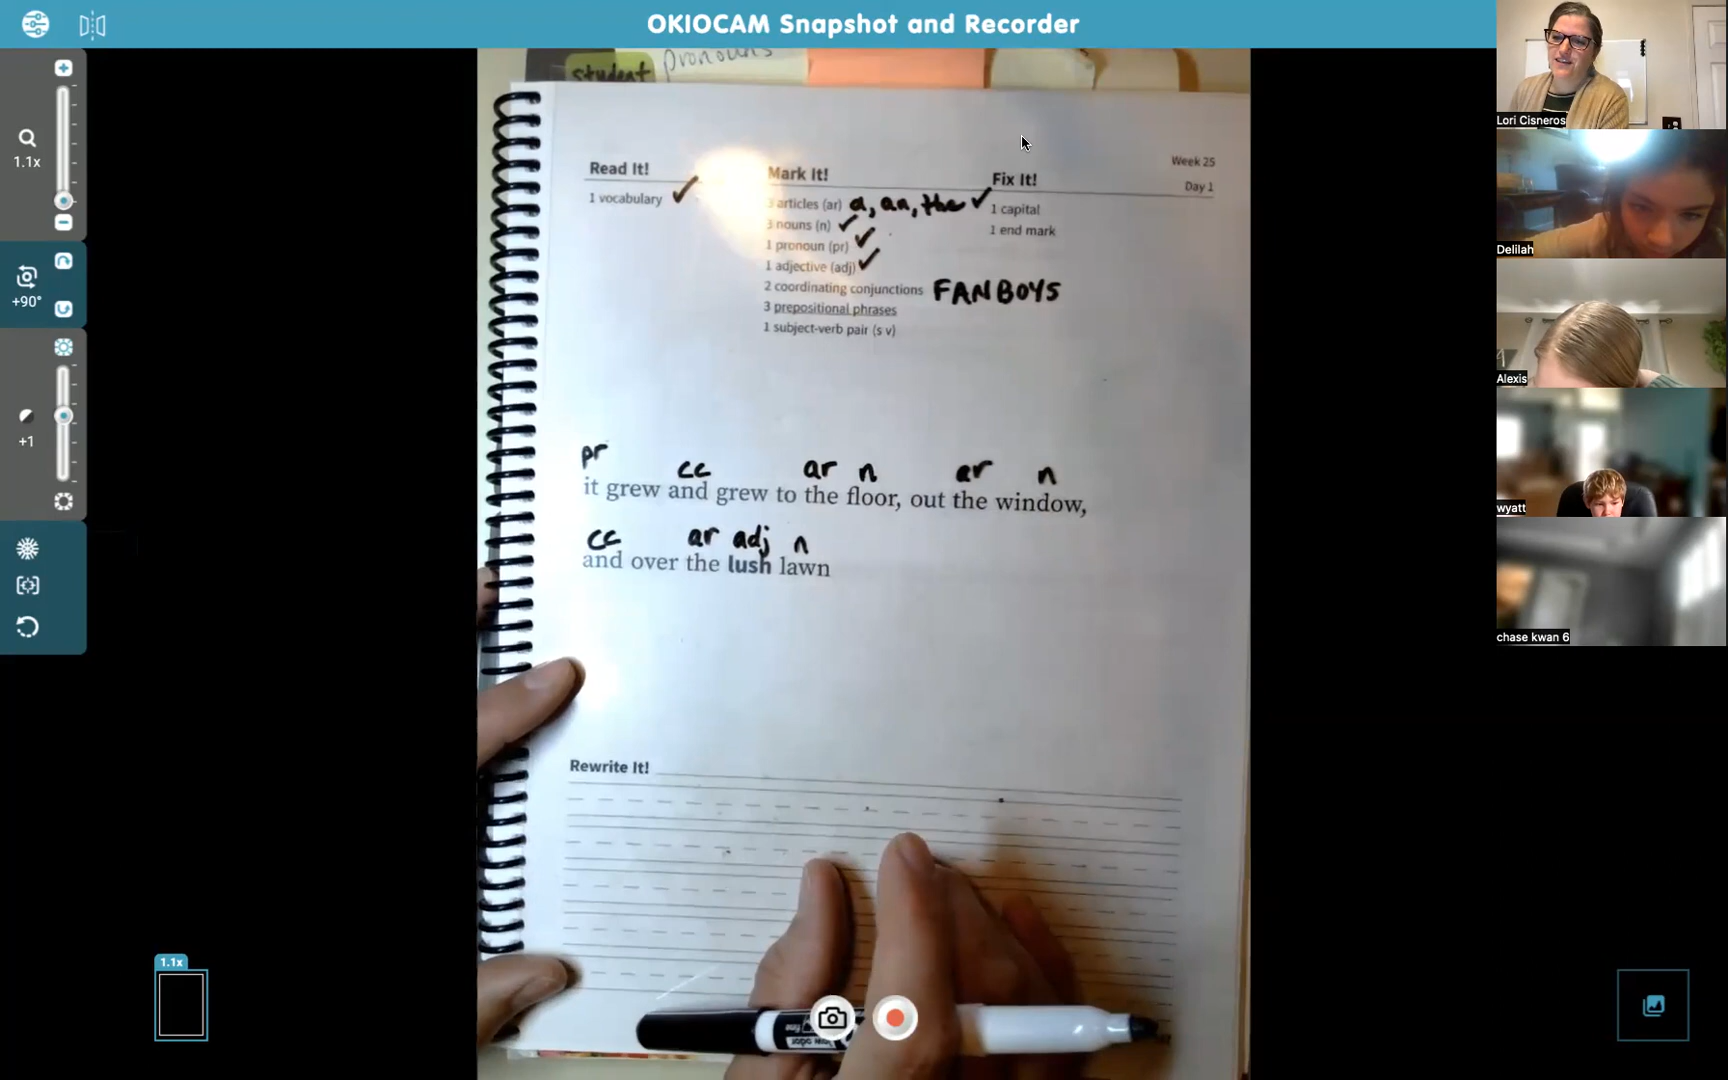 OKIOCAM Snapshot and Recorder
student pronouns
Week 25
Day 1
Read It!
1 vocabulary ✓
Mark It!
3 articles (ar) a, an, the ✓
3 nouns (n) ✓
1 pronoun (pr) ✓
1 adjective (adj) ✓
2 coordinating conjunctions FANBOYS
3 prepositional phrases
1 subject-verb pair (s v)
Fix It!
1 capital
1 end mark
pr cc ar n ar n
it grew and grew to the floor, out the window,
cc ar adj n
and over the lush lawn
Rewrite It!
1.1x
+90°
+1
1.1x
Lori Cisneros
Delilah
Alexis
wyatt
chase kwan 6
fine